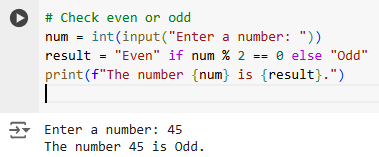 # Check even or odd
num = int(input("Enter a number: "))
result = "Even" if num % 2 == 0 else "Odd"
print(f"The number {num} is {result}.")
Enter a number: 45
The number 45 is Odd.